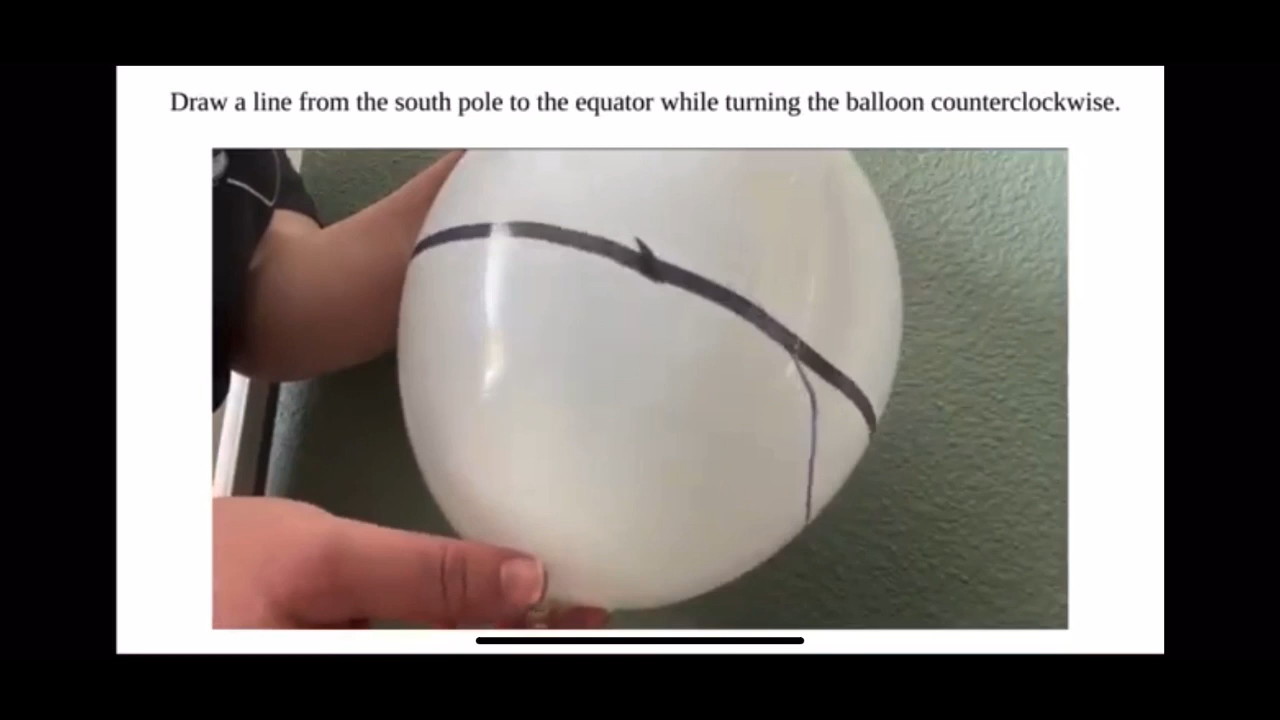 Draw a line from the south pole to the equator while turning the balloon counterclockwise.